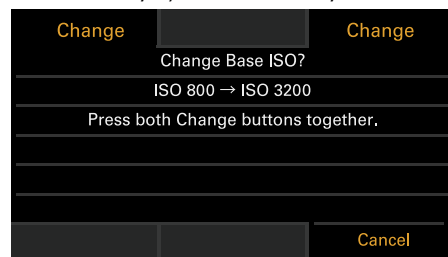 Change Change
Change Base ISO?
ISO 800 → ISO 3200
Press both Change buttons together.
Cancel